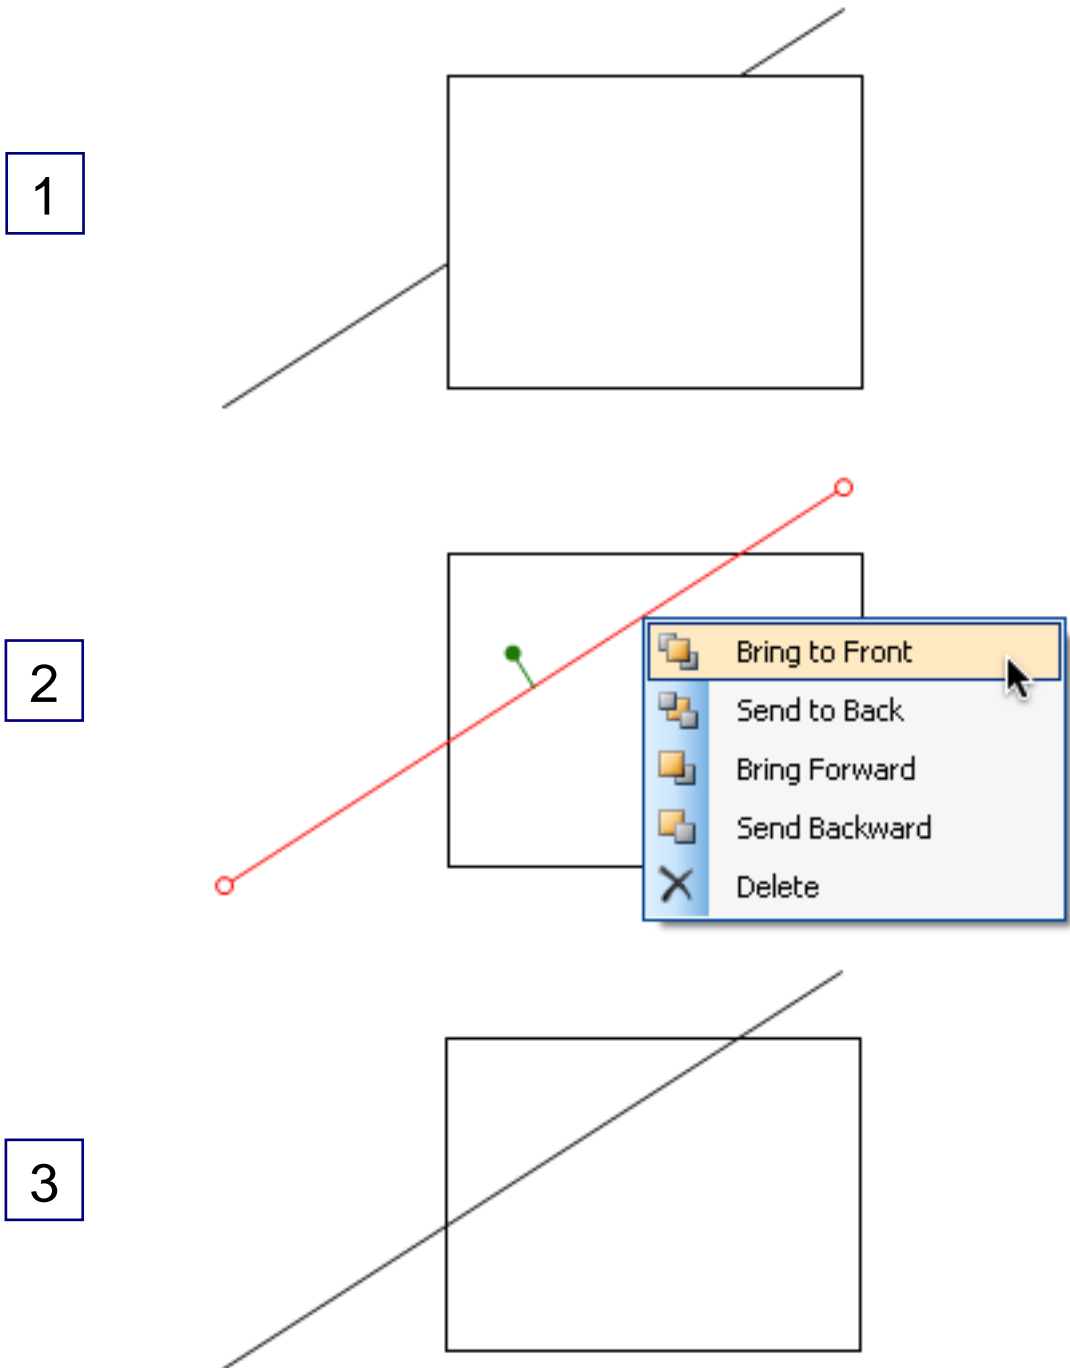 1
2
Bring to Front
Send to Back
Bring Forward
Send Backward
Delete
3